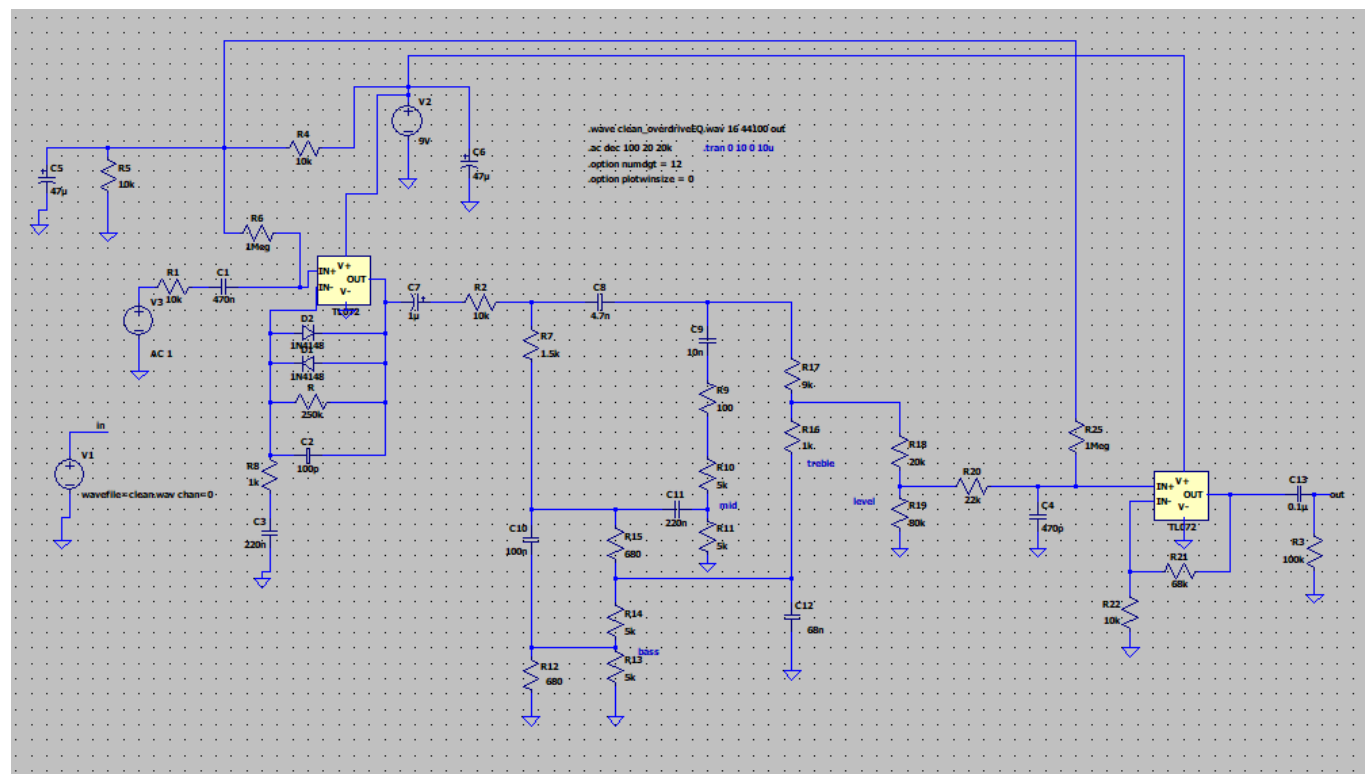 V2
9V
R4
10k
C5
47µ
R5
10k
C6
47µ
.wave clean_overdriveEQ.wav 16 44100 out
.ac dec 100 20 20k
.tran 0 10 0 10u
.option numdgt = 12
.option plotwinsize = 0
R6
1Meg
R1
10k
C1
470n
V3
AC 1
IN+
IN-
V+
OUT
V-
TL072
C7
1µ
R2
10k
C8
4.7n
D2
1N4148
D1
1N4148
R
250k
C2
100p
R7
1.5k
C9
10n
R9
100
R17
9k
in
V1
wavefile=clean.wav chan=0
R8
1k
C3
220n
R10
5k
mid
R16
1k
treble
R18
20k
level
R19
80k
R20
22k
C4
470p
R25
1Meg
IN+
IN-
V+
OUT
V-
TL072
C13
0.1µ
out
R3
100k
R21
68k
R22
10k
C10
100n
C11
220n
R11
5k
R15
680
R14
5k
bass
R13
5k
R12
680
C12
68n